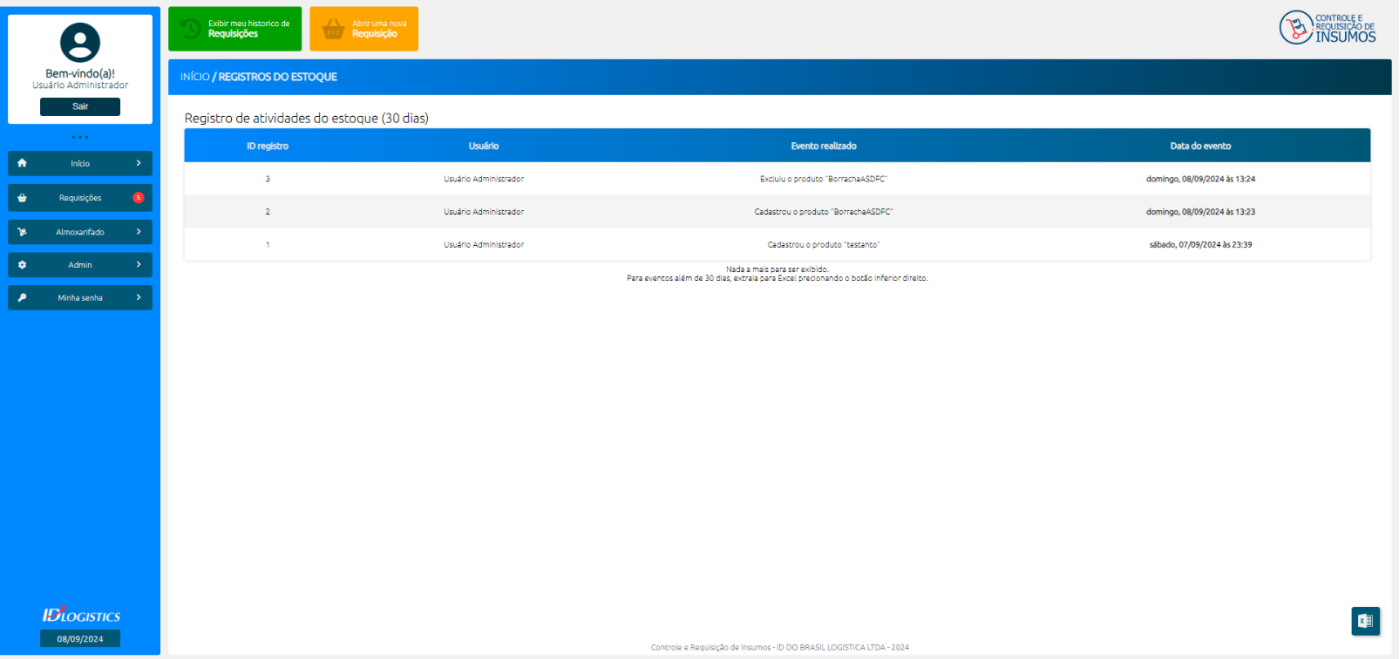 Exibir meu historico de
Requisições
Abrir uma nova
Requisição
CONTROLE E
REQUISIÇÃO DE
INSUMOS
Bem-vindo(a)!
Usuário Administrador
Sair
INÍCIO / REGISTROS DO ESTOQUE
Início
Requisições 5
Almoxarifado
Admin
Minha senha
Registro de atividades do estoque (30 dias)
ID registro Usuário Evento realizado Data do evento
3 Usuário Administrador Excluiu o produto "BorrachaASDFC" domingo, 08/09/2024 às 13:24
2 Usuário Administrador Cadastrou o produto "BorrachaASDFC" domingo, 08/09/2024 às 13:23
1 Usuário Administrador Cadastrou o produto "testanto" sábado, 07/09/2024 às 23:39
Nada a mais para ser exibido.
Para eventos além de 30 dias, extraia para Excel precionando o botão inferior direito.
ID LOGISTICS
08/09/2024
Controle e Requisição de Insumos - ID DO BRASIL LOGISTICA LTDA - 2024